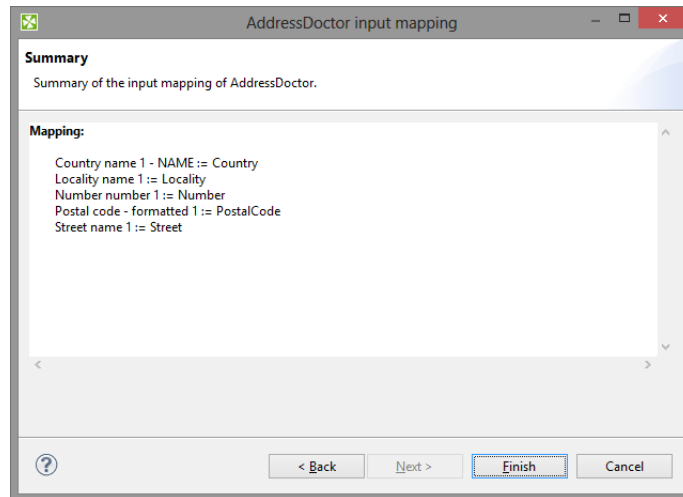 AddressDoctor input mapping
Summary
Summary of the input mapping of AddressDoctor.
Mapping:
Country name 1 - NAME := Country
Locality name 1 := Locality
Number number 1 := Number
Postal code - formatted 1 := PostalCode
Street name 1 := Street
< Back Next > Finish Cancel